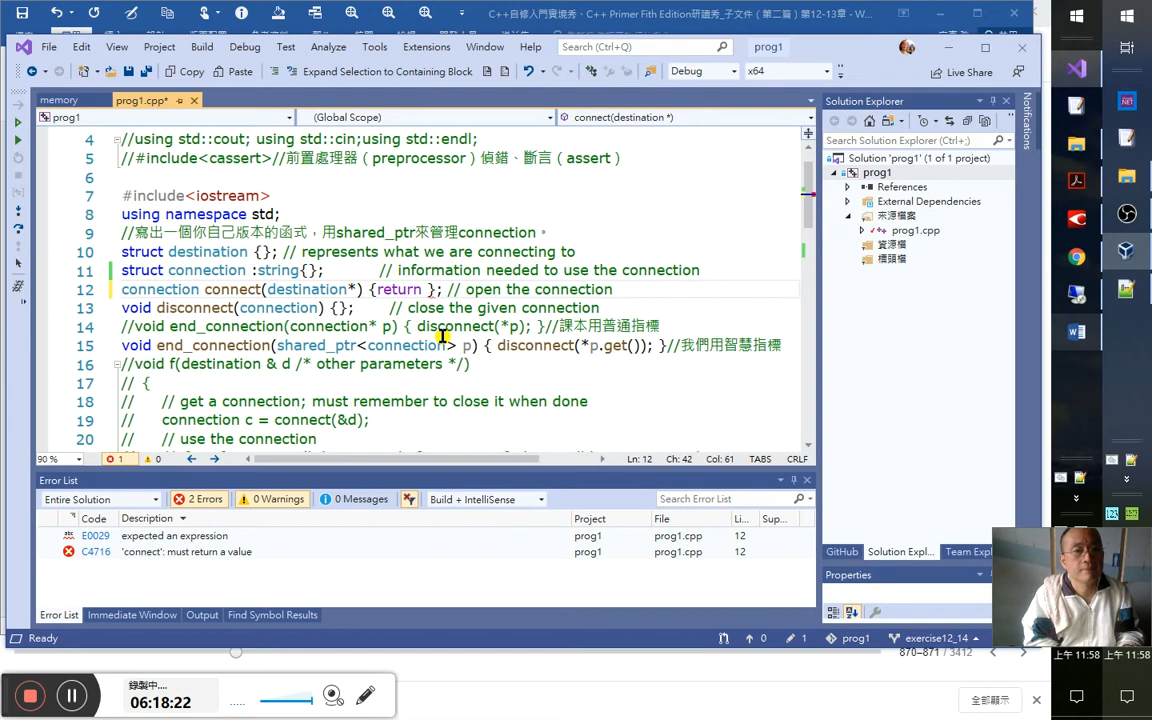 C++自修入門實境秀、C++ Primer Fith Edition研讀秀_子文件（第二篇）第12-13章 - W...
File Edit View Project Build Debug Test Analyze Tools Extensions Window Help Search (Ctrl+Q) prog1
Copy Paste Expand Selection to Containing Block Debug x64 Live Share
memory prog1.cpp*
prog1 (Global Scope) connect(destination *)
4 //using std::cout; using std::cin;using std::endl;
5 //#include<cassert>//前置處理器（preprocessor）偵錯、斷言（assert）
6
7 #include<iostream>
8 using namespace std;
9 //寫出一個你自己版本的函式，用shared_ptr來管理connection。
10 struct destination {}; // represents what we are connecting to
11 struct connection :string{}; // information needed to use the connection
12 connection connect(destination*) {return }; // open the connection
13 void disconnect(connection) {}; // close the given connection
14 //void end_connection(connection* p) { disconnect(*p); }//課本用普通指標
15 void end_connection(shared_ptr<connection> p) { disconnect(*p.get()); }//我們用智慧指標
16 //void f(destination & d /* other parameters */)
17 // {
18 // // get a connection; must remember to close it when done
19 // connection c = connect(&d);
20 // // use the connection
90 % 1 0 Ln: 12 Ch: 42 Col: 61 TABS CRLF
Solution Explorer
Search Solution Explorer (Ctrl+;)
Solution 'prog1' (1 of 1 project)
prog1
References
External Dependencies
來源檔案
prog1.cpp
資源檔
標頭檔
Notifications
GitHub Solution Expl... Team Expl
Properties
Error List
Entire Solution 2 Errors 0 Warnings 0 Messages Build + IntelliSense Search Error List
Code Description Project File Li... Sup...
E0029 expected an expression prog1 prog1.cpp 12
C4716 'connect': must return a value prog1 prog1.cpp 12
Error List Immediate Window Output Find Symbol Results
Ready 0 1 prog1 exercise12_14
870–871 / 3412
錄製中...
06:18:22
全部顯示
上午 11:58 上午 11:58